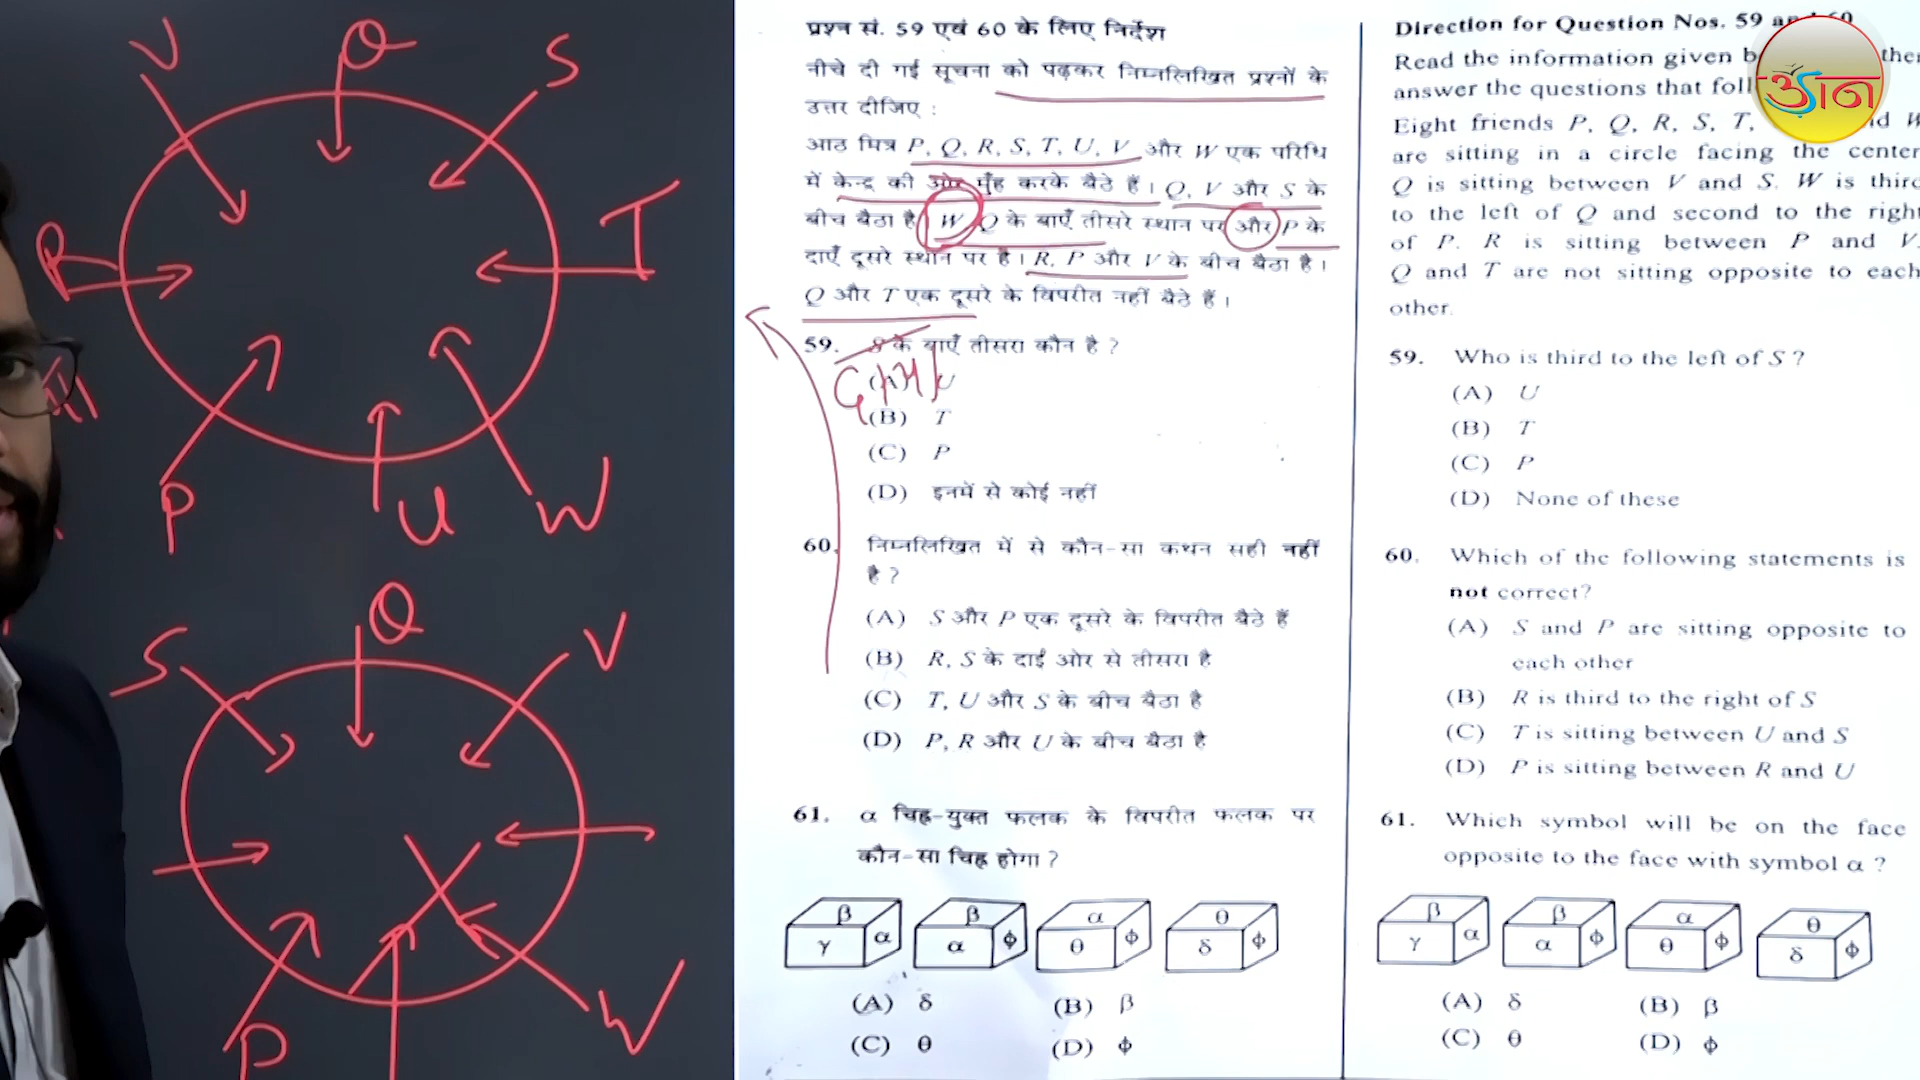 V
Q
S
R
T
P
U
W
Q
S
V
P
W
प्रश्न सं. 59 एवं 60 के लिए निर्देश
नीचे दी गई सूचना को पढ़कर निम्नलिखित प्रश्नों के
उत्तर दीजिए :
आठ मित्र P, Q, R, S, T, U, V और W एक परिधि
में केन्द्र की ओर मुँह करके बैठे हैं। Q, V और S के
बीच बैठा है। W, Q के बाएँ तीसरे स्थान पर और P के
दाएँ दूसरे स्थान पर है। R, P और V के बीच बैठा है।
Q और T एक दूसरे के विपरीत नहीं बैठे हैं।
59. S के बाएँ तीसरा कौन है ?
(A) U
(B) T
(C) P
(D) इनमें से कोई नहीं
60. निम्नलिखित में से कौन-सा कथन सही नहीं
है ?
(A) S और P एक दूसरे के विपरीत बैठे हैं
(B) R, S के दाईं ओर से तीसरा है
(C) T, U और S के बीच बैठा है
(D) P, R और U के बीच बैठा है
61. α चिह्न-युक्त फलक के विपरीत फलक पर
कौन-सा चिह्न होगा ?
β γ α
β α ϕ
α θ ϕ
θ δ ϕ
(A) δ (B) β
(C) θ (D) ϕ
Direction for Question Nos. 59 and 60
Read the information given
answer the questions that
Eight friends P, Q, R, S, T, W
are sitting in a circle facing the center
Q is sitting between V and S. W is third
to the left of Q and second to the right
of P. R is sitting between P and V.
Q and T are not sitting opposite to each
other.
59. Who is third to the left of S ?
(A) U
(B) T
(C) P
(D) None of these
60. Which of the following statements is
not correct?
(A) S and P are sitting opposite to
each other
(B) R is third to the right of S
(C) T is sitting between U and S
(D) P is sitting between R and U
61. Which symbol will be on the face
opposite to the face with symbol α ?
β γ α
β α ϕ
α θ ϕ
θ δ ϕ
(A) δ (B) β
(C) θ (D) ϕ
उड़ान